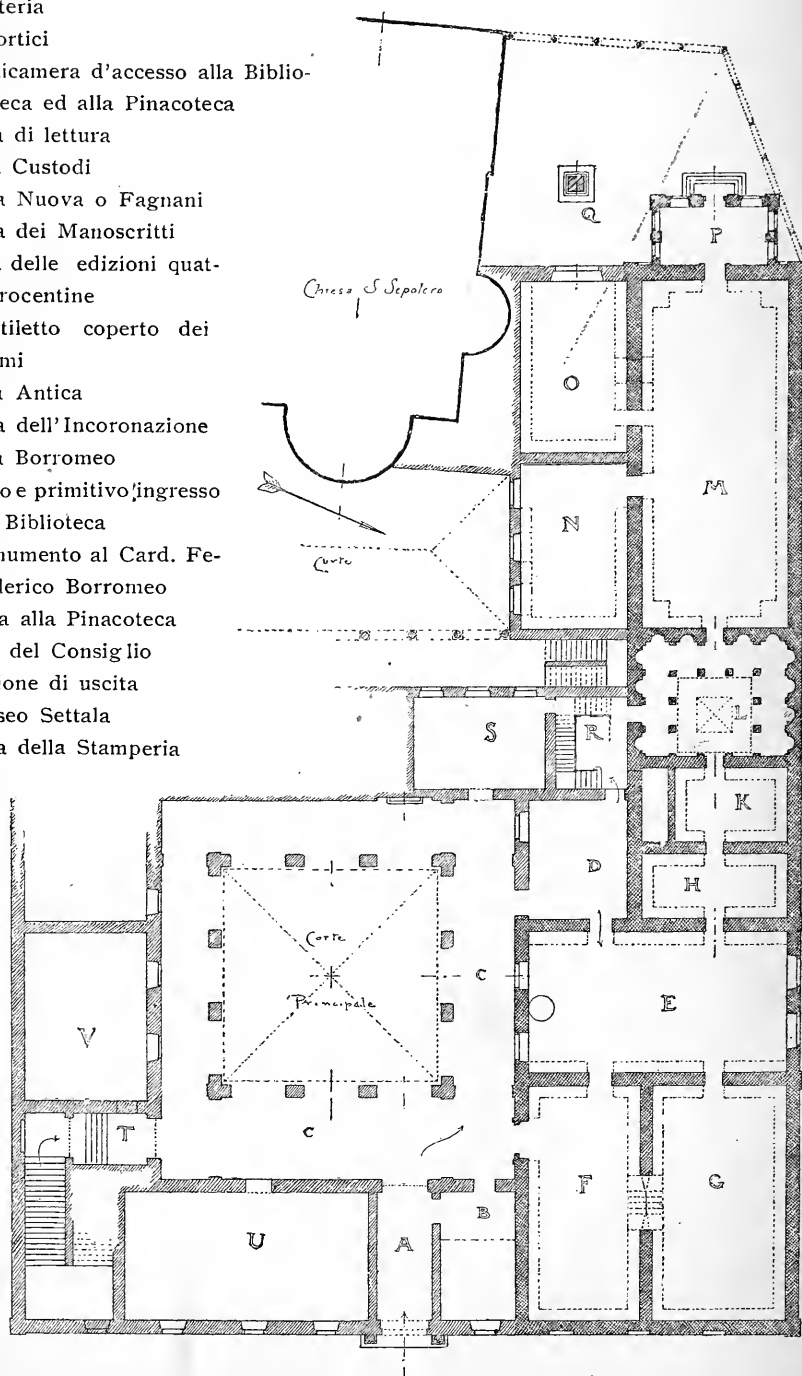 teria
ortici
icamera d'accesso alla Biblio-
eca ed alla Pinacoteca
a di lettura
Custodi
a Nuova o Fagnani
a dei Manoscritti
delle edizioni quat-
rocentine
tiletto coperto dei
mi
a Antica
a dell'Incoronazione
a Borromeo
o e primitivo ingresso
Biblioteca
numento al Card. Fe-
lerico Borromeo
a alla Pinacoteca
del Consiglio
one di uscita
seo Settala
a della Stamperia
Q
P
Chiesa S Sepolcro
O
M
N
Corte
L
S
R
K
D
H
Corte
Principale
C
E
V
T
C
F
G
B
U
A